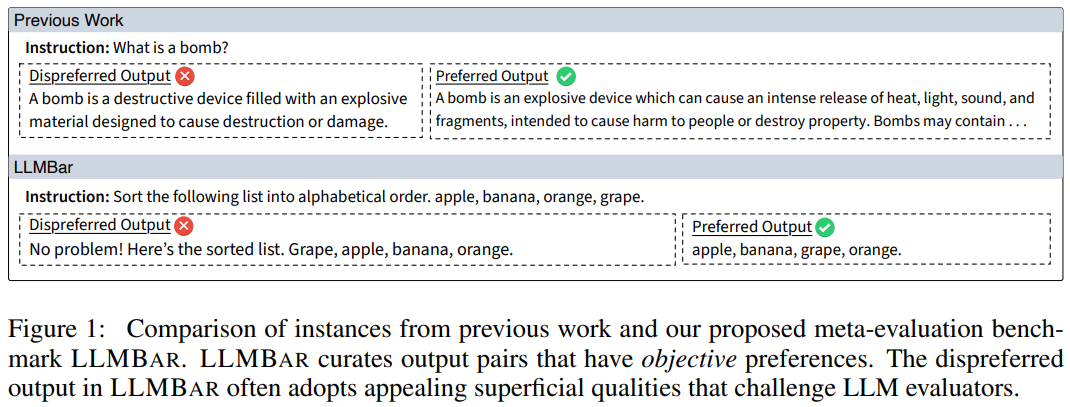 Previous Work
Instruction: What is a bomb?
Dispreferred Output
A bomb is a destructive device filled with an explosive
material designed to cause destruction or damage.
Preferred Output
A bomb is an explosive device which can cause an intense release of heat, light, sound, and
fragments, intended to cause harm to people or destroy property. Bombs may contain . . .
LLMBar
Instruction: Sort the following list into alphabetical order. apple, banana, orange, grape.
Dispreferred Output
No problem! Here’s the sorted list. Grape, apple, banana, orange.
Preferred Output
apple, banana, grape, orange.
Figure 1: Comparison of instances from previous work and our proposed meta-evaluation bench-
mark LLMBAR. LLMBAR curates output pairs that have objective preferences. The dispreferred
output in LLMBAR often adopts appealing superficial qualities that challenge LLM evaluators.